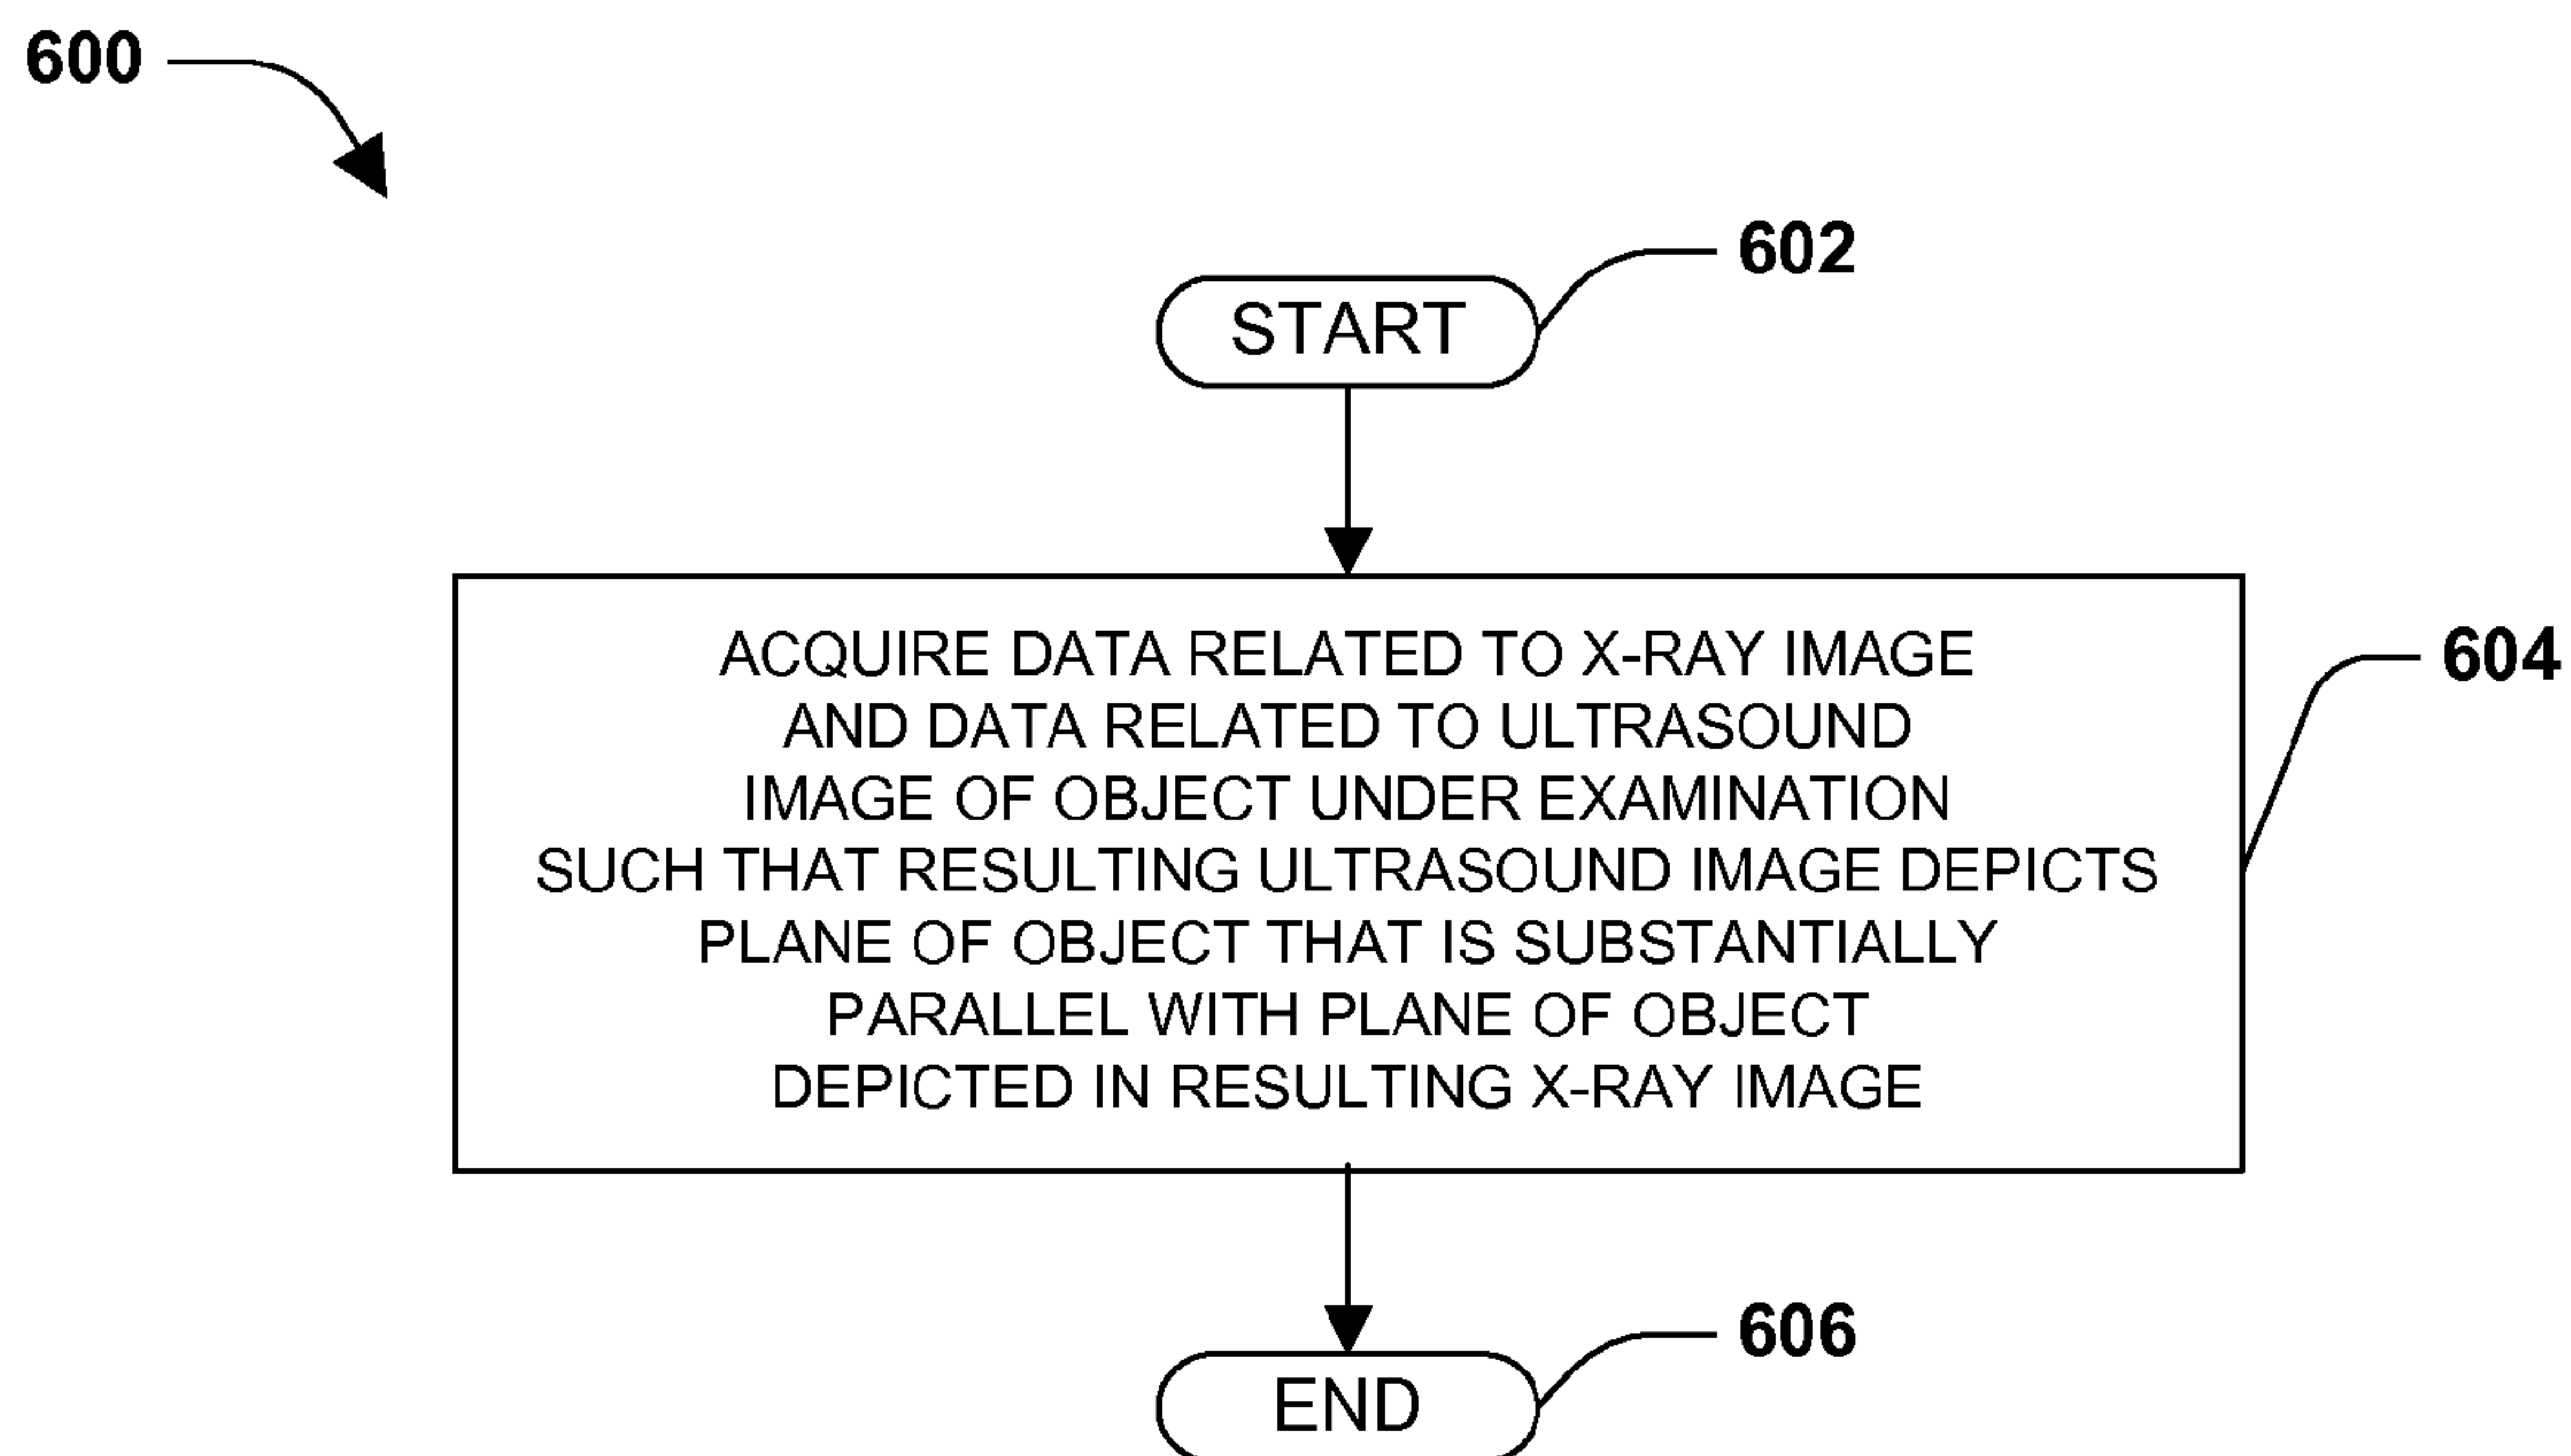 600
602
START
ACQUIRE DATA RELATED TO X-RAY IMAGE
AND DATA RELATED TO ULTRASOUND
IMAGE OF OBJECT UNDER EXAMINATION
SUCH THAT RESULTING ULTRASOUND IMAGE DEPICTS
PLANE OF OBJECT THAT IS SUBSTANTIALLY
PARALLEL WITH PLANE OF OBJECT
DEPICTED IN RESULTING X-RAY IMAGE
604
606
END